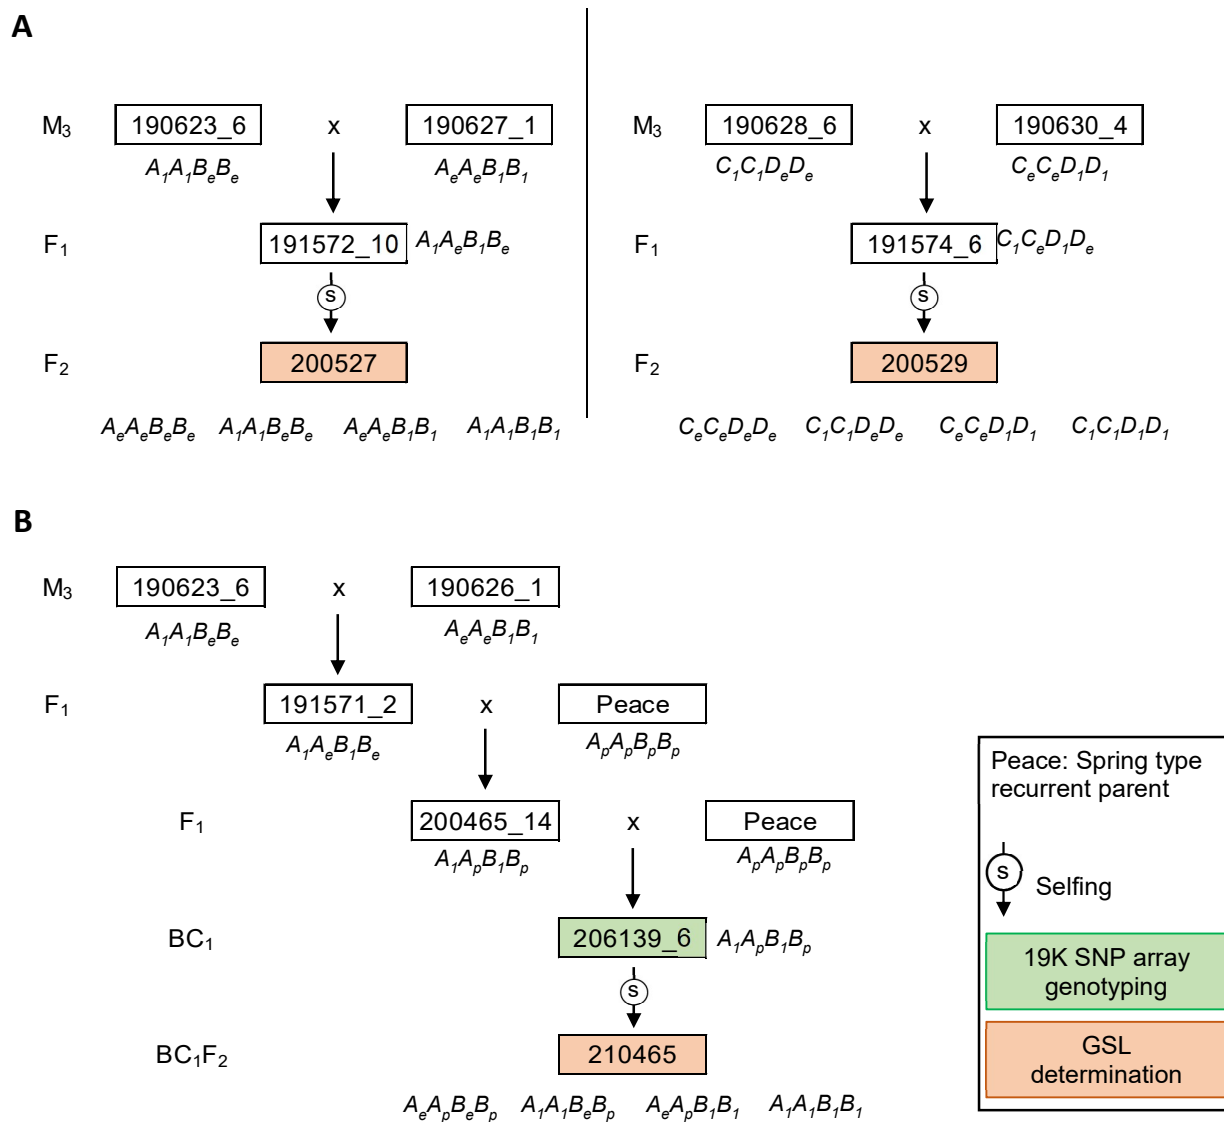 A
M₃ 190623_6 x 190627_1
A₁A₁BₑBₑ AₑAₑB₁B₁
F₁ 191572_10 A₁AₑB₁Bₑ
S
F₂ 200527
AₑAₑBₑBₑ A₁A₁BₑBₑ AₑAₑB₁B₁ A₁A₁B₁B₁
M₃ 190628_6 x 190630_4
C₁C₁DₑDₑ CₑCₑD₁D₁
F₁ 191574_6 C₁CₑD₁Dₑ
S
F₂ 200529
CₑCₑDₑDₑ C₁C₁DₑDₑ CₑCₑD₁D₁ C₁C₁D₁D₁
B
M₃ 190623_6 x 190626_1
A₁A₁BₑBₑ AₑAₑB₁B₁
F₁ 191571_2 x Peace
A₁AₑB₁Bₑ AₚAₚBₚBₚ
F₁ 200465_14 x Peace
A₁AₚB₁Bₚ AₚAₚBₚBₚ
BC₁ 206139_6 A₁AₚB₁Bₚ
S
BC₁F₂ 210465
AₑAₚBₑBₚ A₁A₁BₑBₚ AₑAₚB₁B₁ A₁A₁B₁B₁
Peace: Spring type
recurrent parent
S Selfing
19K SNP array
genotyping
GSL
determination